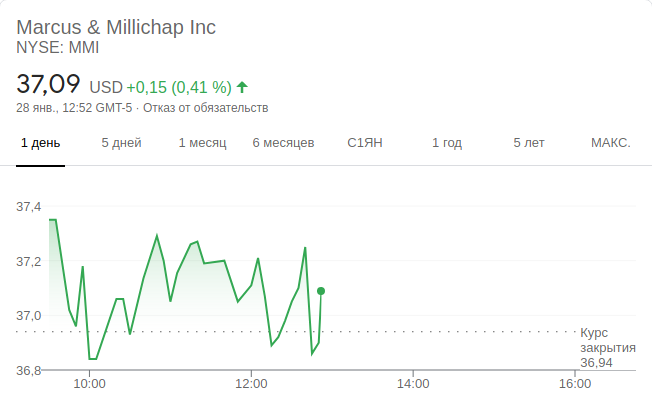 Marcus & Millichap Inc
NYSE: MMI
37,09 USD +0,15 (0,41 %)
28 янв., 12:52 GMT-5 · Отказ от обязательств
1 день 5 дней 1 месяц 6 месяцев С1ЯН 1 год 5 лет МАКС.
37,4
37,2
37,0
Курс
закрытия
36,94
36,8
10:00 12:00 14:00 16:00